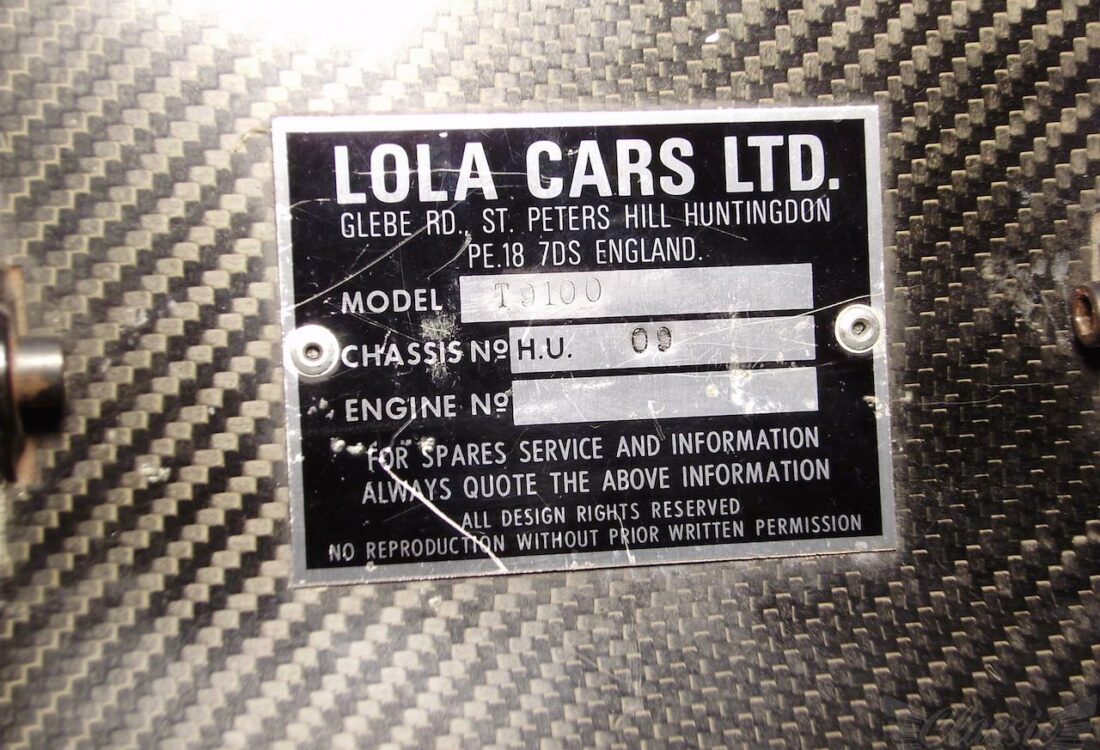 LOLA CARS LTD.
GLEBE RD., ST. PETERS HILL HUNTINGDON
PE.18 7DS ENGLAND.
MODEL T9100
CHASSIS Nº H.U. 09
ENGINE Nº
FOR SPARES SERVICE AND INFORMATION
ALWAYS QUOTE THE ABOVE INFORMATION
ALL DESIGN RIGHTS RESERVED
NO REPRODUCTION WITHOUT PRIOR WRITTEN PERMISSION